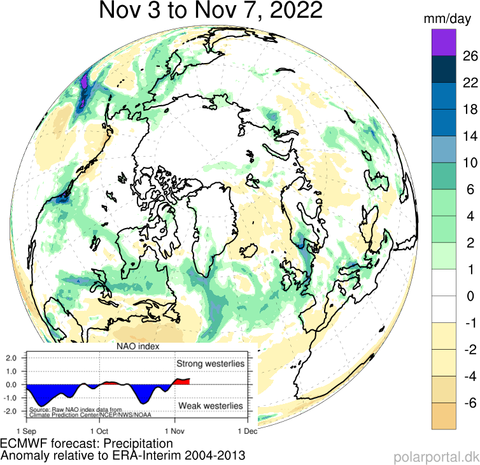 Nov 3 to Nov 7, 2022
mm/day
26
22
18
14
10
6
4
2
1
0
-1
-2
-4
-6
NAO index
2.0
1.0
0.0
-1.0
-2.0
Strong westerlies
Weak westerlies
Source: Raw NAO index data from
Climate Prediction Center/NCEP/NWS/NOAA
1 Sep
1 Oct
1 Nov
1 Dec
ECMWF forecast: Precipitation
Anomaly relative to ERA-Interim 2004-2013
polarportal.dk